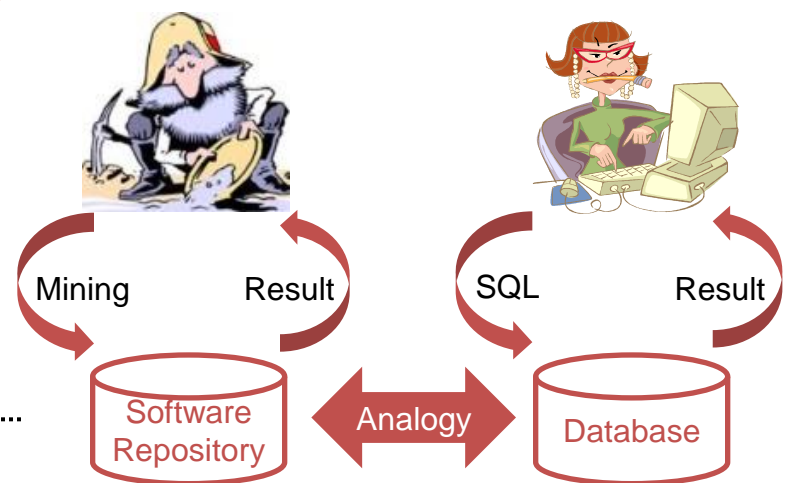 Mining
Result
SQL
Result
...
Software
Repository
Analogy
Database